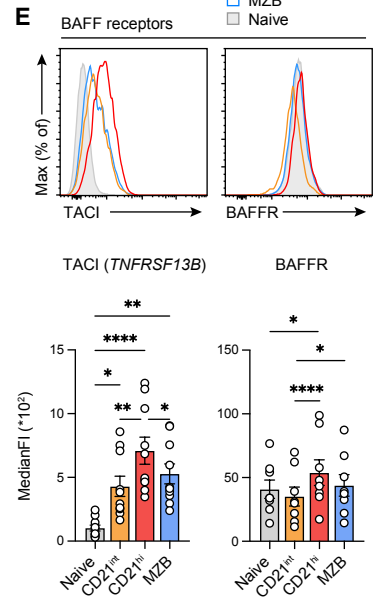 E
MZB
Naive
BAFF receptors
Max (% of)
TACI
BAFFR
TACI (TNFRSF13B)
BAFFR
MedianFI (*10²)
**
****
*
**
*
15
10
5
0
Naive
CD21int
CD21hi
MZB
*
*
****
150
100
50
0
Naive
CD21int
CD21hi
MZB